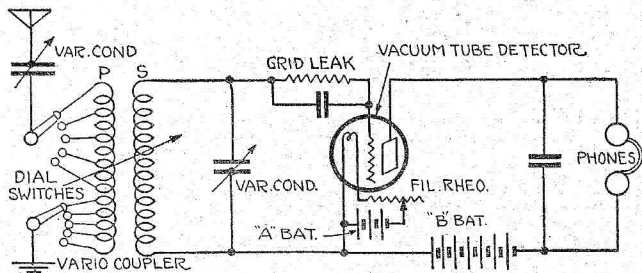 VAR.COND
P S
GRID LEAK
VACUUM TUBE DETECTOR
DIAL
SWITCHES
VAR.COND.
FIL. RHEO.
"A" BAT.
"B" BAT.
PHONES
VARIO COUPLER